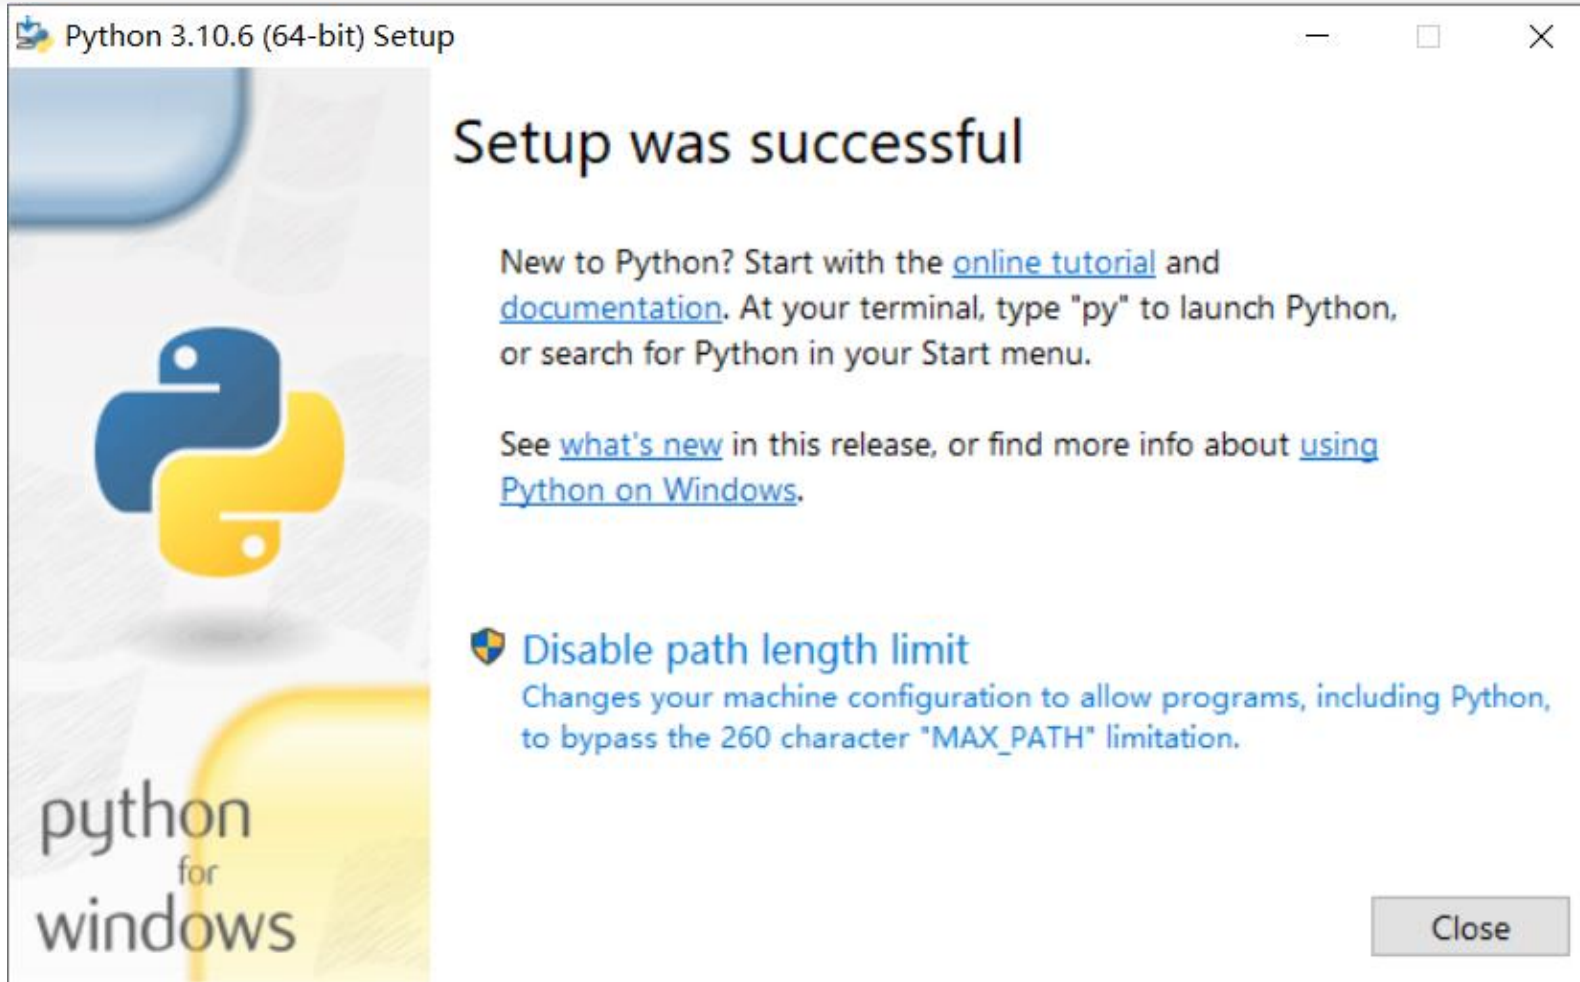 Python 3.10.6 (64-bit) Setup
Setup was successful
New to Python? Start with the online tutorial and
documentation. At your terminal, type "py" to launch Python,
or search for Python in your Start menu.
See what's new in this release, or find more info about using
Python on Windows.
Disable path length limit
Changes your machine configuration to allow programs, including Python,
to bypass the 260 character "MAX_PATH" limitation.
python
for
windows
Close